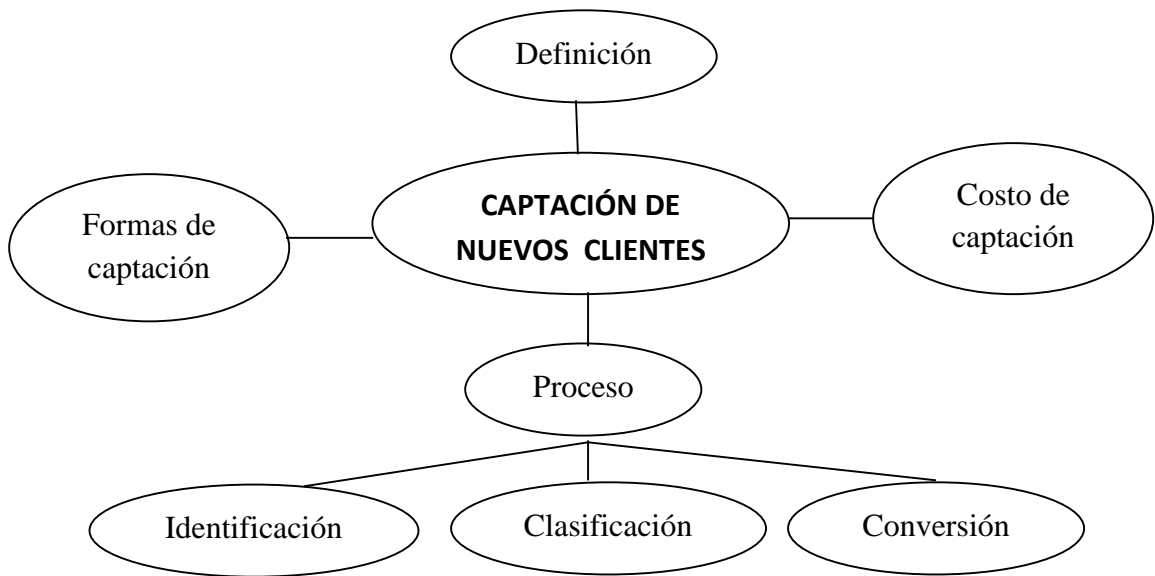 Definición
CAPTACIÓN DE
NUEVOS CLIENTES
Formas de
captación
Costo de
captación
Proceso
Identificación
Clasificación
Conversión